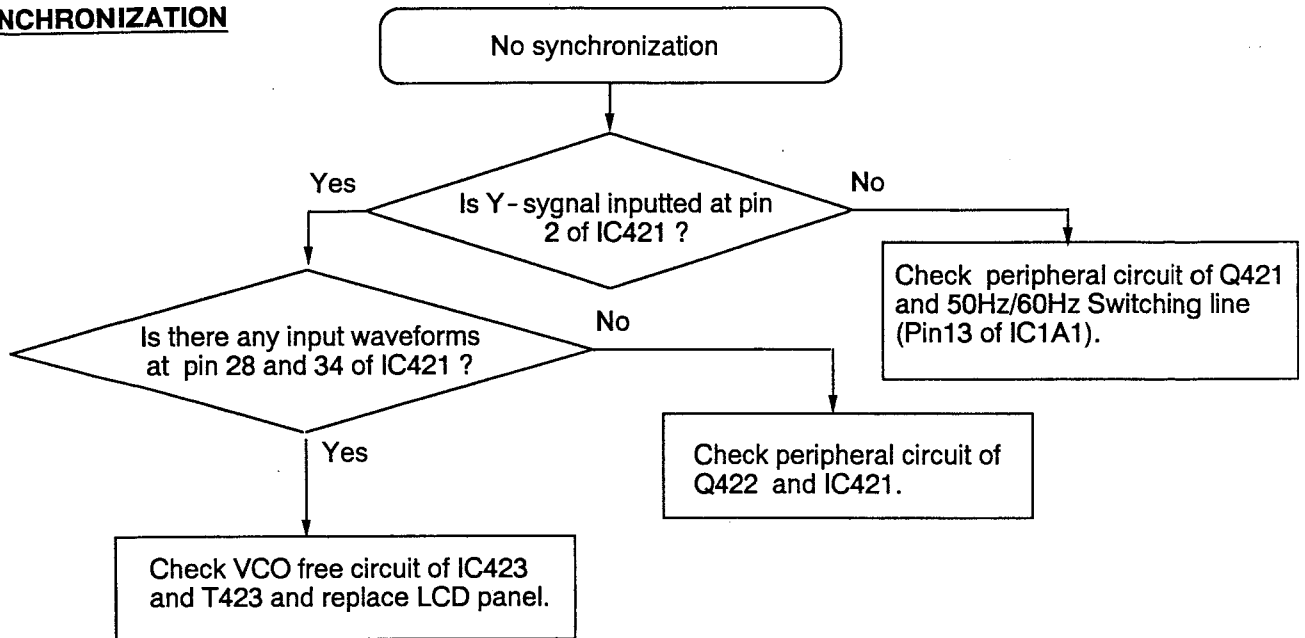 NCHRONIZATION
No synchronization
Yes
No
Is Y-sygnal inputted at pin
2 of IC421 ?
Check peripheral circuit of Q421
and 50Hz/60Hz Switching line
(Pin13 of IC1A1).
Is there any input waveforms
at pin 28 and 34 of IC421 ?
No
Yes
Check peripheral circuit of
Q422 and IC421.
Check VCO free circuit of IC423
and T423 and replace LCD panel.